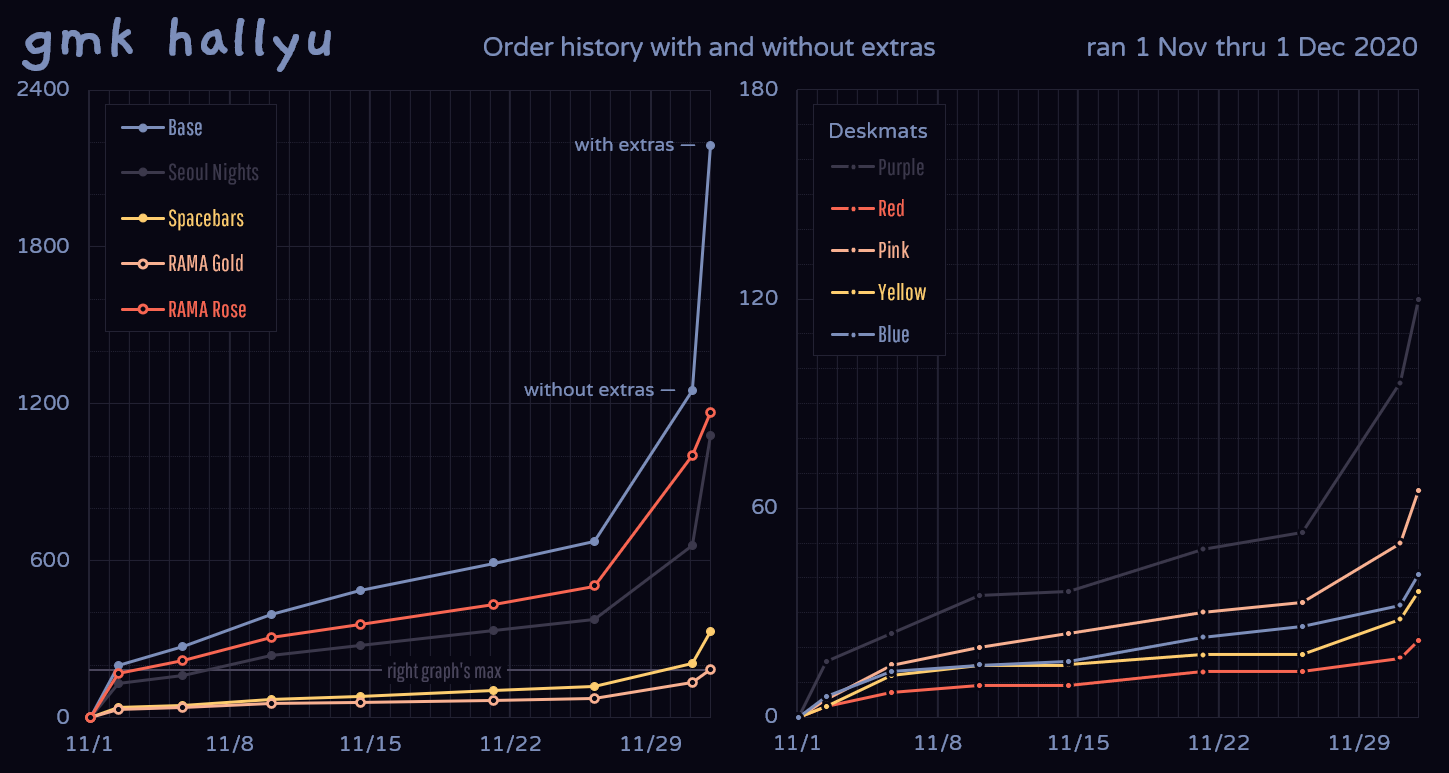 gmk hallyu
Order history with and without extras
ran 1 Nov thru 1 Dec 2020
2400
1800
1200
600
0
Base
Seoul Nights
Spacebars
RAMA Gold
RAMA Rose
with extras —
without extras —
right graph's max
11/1 11/8 11/15 11/22 11/29
180
120
60
0
Deskmats
Purple
Red
Pink
Yellow
Blue
11/1 11/8 11/15 11/22 11/29